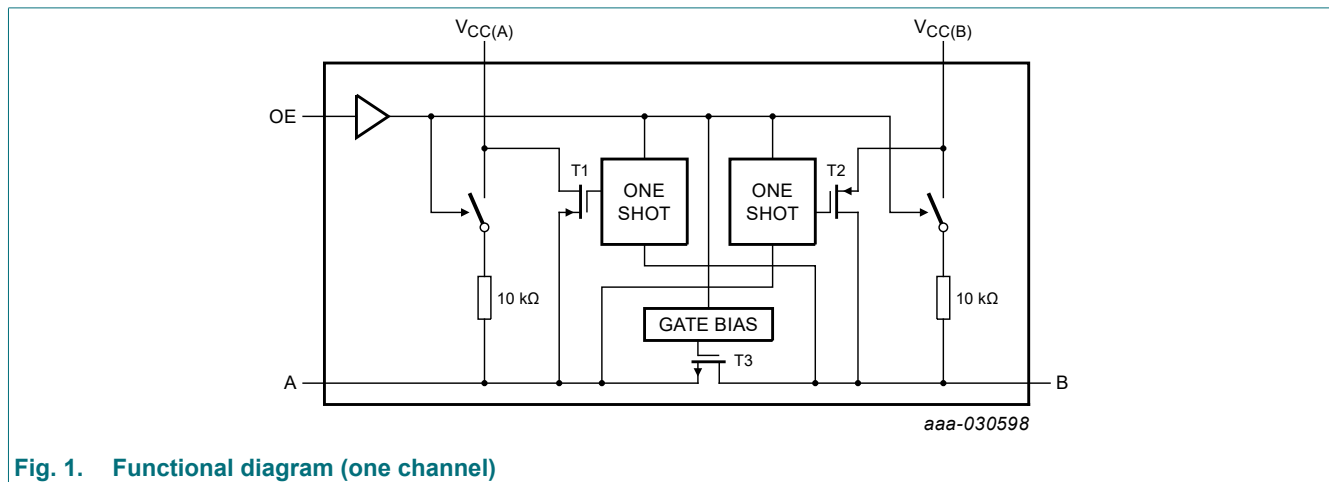 VCC(A)
VCC(B)
OE
T1
ONE
SHOT
ONE
SHOT
T2
10 kΩ
10 kΩ
GATE BIAS
T3
A
B
aaa-030598
Fig. 1. Functional diagram (one channel)